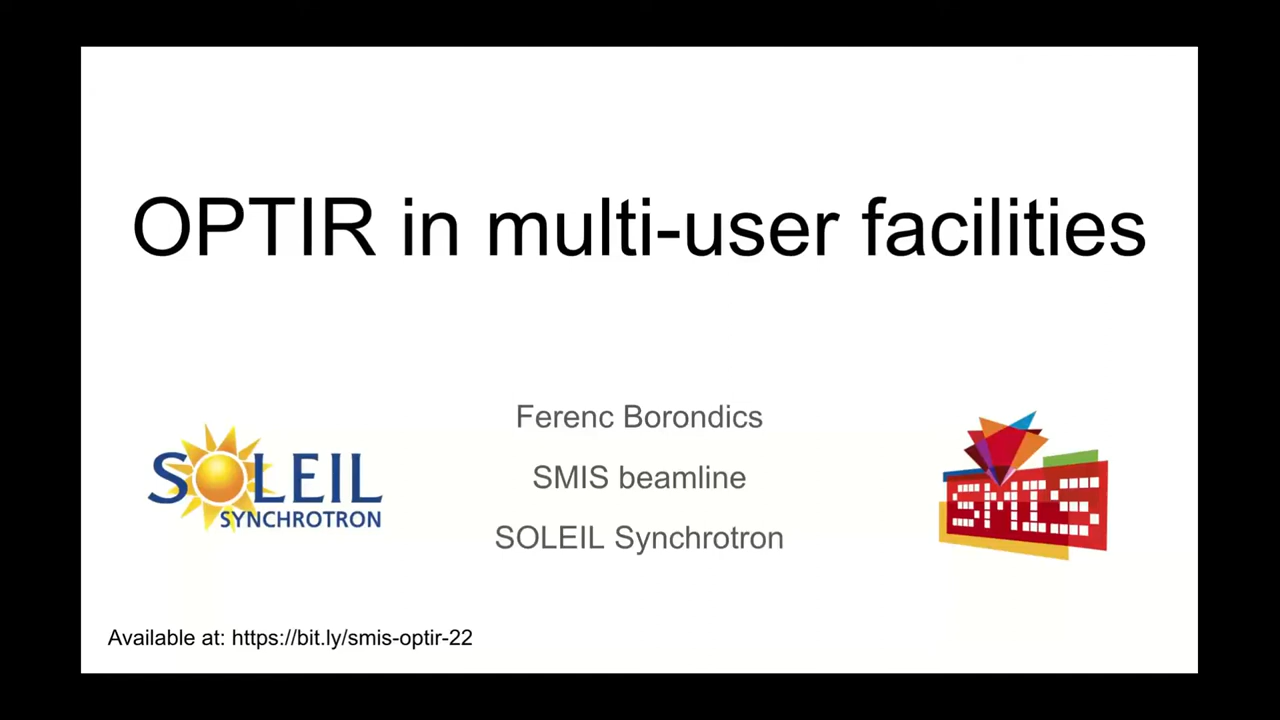 OPTIR in multi-user facilities
Ferenc Borondics
SOLEIL
SYNCHROTRON
SMIS beamline
SMIS
SOLEIL Synchrotron
Available at: https://bit.ly/smis-optir-22